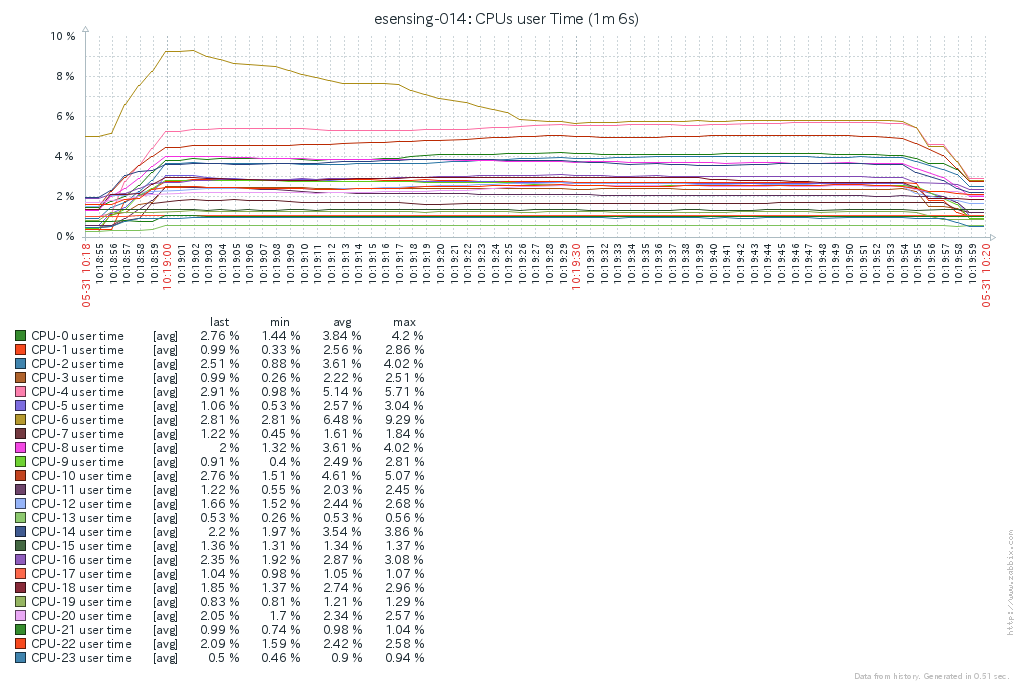 esensing-014: CPUs user Time (1m 6s)
10 %
8 %
6 %
4 %
2 %
0 %
05-31 10:18
10:18:55
10:18:56
10:18:57
10:18:58
10:18:59
10:19:00
10:19:01
10:19:02
10:19:03
10:19:04
10:19:05
10:19:06
10:19:07
10:19:08
10:19:09
10:19:10
10:19:11
10:19:12
10:19:13
10:19:14
10:19:15
10:19:16
10:19:17
10:19:18
10:19:19
10:19:20
10:19:21
10:19:22
10:19:23
10:19:24
10:19:25
10:19:26
10:19:27
10:19:28
10:19:29
10:19:30
10:19:31
10:19:32
10:19:33
10:19:34
10:19:35
10:19:36
10:19:37
10:19:38
10:19:39
10:19:40
10:19:41
10:19:42
10:19:43
10:19:44
10:19:45
10:19:46
10:19:47
10:19:48
10:19:49
10:19:50
10:19:51
10:19:52
10:19:53
10:19:54
10:19:55
10:19:56
10:19:57
10:19:58
10:19:59
05-31 10:20
last min avg max
CPU-0 user time [avg] 2.76 % 1.44 % 3.84 % 4.2 %
CPU-1 user time [avg] 0.99 % 0.33 % 2.56 % 2.86 %
CPU-2 user time [avg] 2.51 % 0.88 % 3.61 % 4.02 %
CPU-3 user time [avg] 0.99 % 0.26 % 2.22 % 2.51 %
CPU-4 user time [avg] 2.91 % 0.98 % 5.14 % 5.71 %
CPU-5 user time [avg] 1.06 % 0.53 % 2.57 % 3.04 %
CPU-6 user time [avg] 2.81 % 2.81 % 6.48 % 9.29 %
CPU-7 user time [avg] 1.22 % 0.45 % 1.61 % 1.84 %
CPU-8 user time [avg] 2 % 1.32 % 3.61 % 4.02 %
CPU-9 user time [avg] 0.91 % 0.4 % 2.49 % 2.81 %
CPU-10 user time [avg] 2.76 % 1.51 % 4.61 % 5.07 %
CPU-11 user time [avg] 1.22 % 0.55 % 2.03 % 2.45 %
CPU-12 user time [avg] 1.66 % 1.52 % 2.44 % 2.68 %
CPU-13 user time [avg] 0.53 % 0.26 % 0.53 % 0.56 %
CPU-14 user time [avg] 2.2 % 1.97 % 3.54 % 3.86 %
CPU-15 user time [avg] 1.36 % 1.31 % 1.34 % 1.37 %
CPU-16 user time [avg] 2.35 % 1.92 % 2.87 % 3.08 %
CPU-17 user time [avg] 1.04 % 0.98 % 1.05 % 1.07 %
CPU-18 user time [avg] 1.85 % 1.37 % 2.74 % 2.96 %
CPU-19 user time [avg] 0.83 % 0.81 % 1.21 % 1.29 %
CPU-20 user time [avg] 2.05 % 1.7 % 2.34 % 2.57 %
CPU-21 user time [avg] 0.99 % 0.74 % 0.98 % 1.04 %
CPU-22 user time [avg] 2.09 % 1.59 % 2.42 % 2.58 %
CPU-23 user time [avg] 0.5 % 0.46 % 0.9 % 0.94 %
http://www.zabbix.com
Data from history. Generated in 0.51 sec.